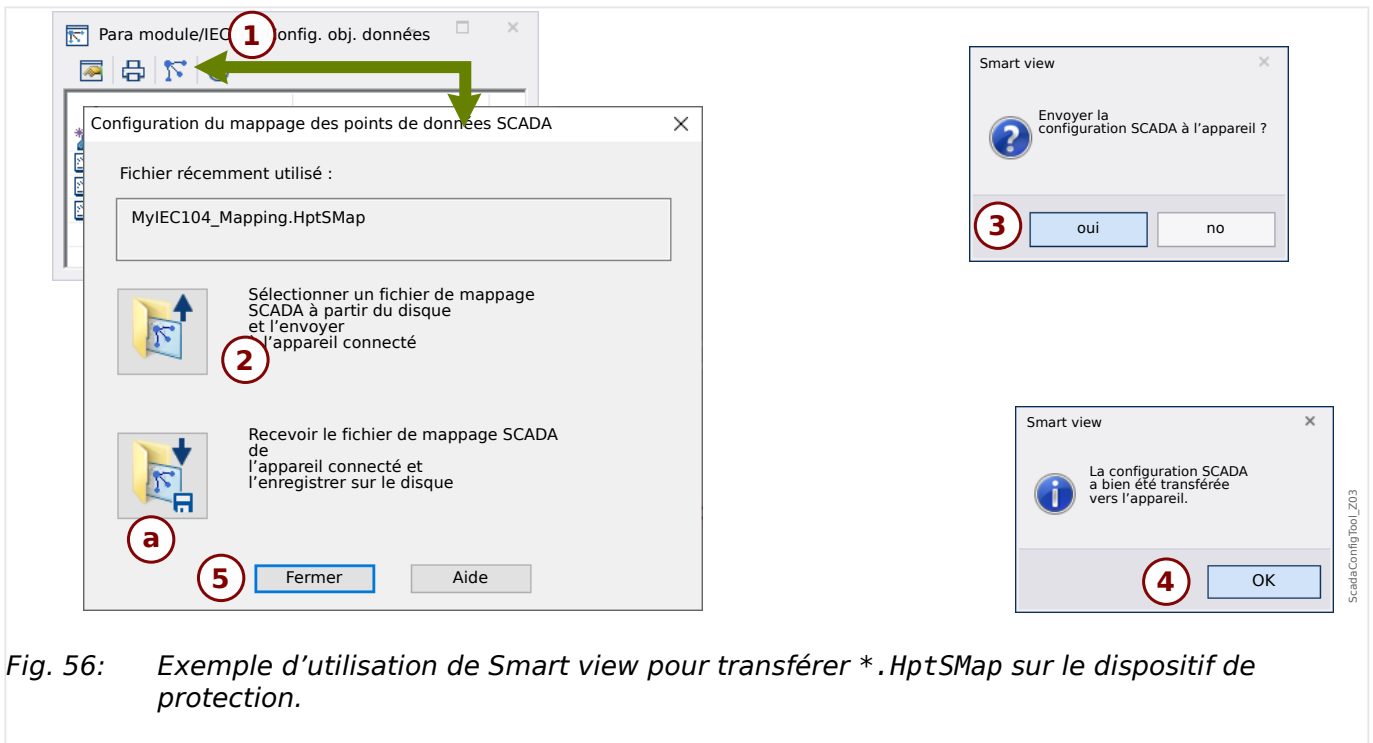 Para module/IEC onfig. obj. données
1
Configuration du mappage des points de données SCADA
Fichier récemment utilisé :
MyIEC104_Mapping.HptSMap
Sélectionner un fichier de mappage
SCADA à partir du disque
et l’envoyer
l’appareil connecté
2
Recevoir le fichier de mappage SCADA
de
l’appareil connecté et
l’enregistrer sur le disque
a
5
Fermer
Aide
Smart view
Envoyer la
configuration SCADA à l’appareil ?
3
oui
no
Smart view
La configuration SCADA
a bien été transférée
vers l’appareil.
4
OK
ScadaConfigTool_Z03
Fig. 56: Exemple d’utilisation de Smart view pour transférer *.HptSMap sur le dispositif de
protection.